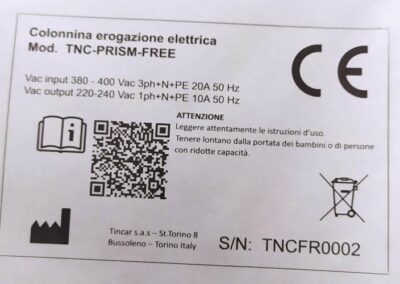 Colonnina erogazione elettrica
Mod. TNC-PRISM-FREE
CE
Vac input 380 - 400 Vac 3ph+N+PE 20A 50 Hz
Vac output 220-240 Vac 1ph+N+PE 10A 50 Hz
ATTENZIONE
Leggere attentamente le istruzioni d'uso.
Tenere lontano dalla portata dei bambini o di persone
con ridotte capacità.
Tincar s.a.s – St.Torino 8
Bussoleno – Torino Italy
S/N: TNCFR0002